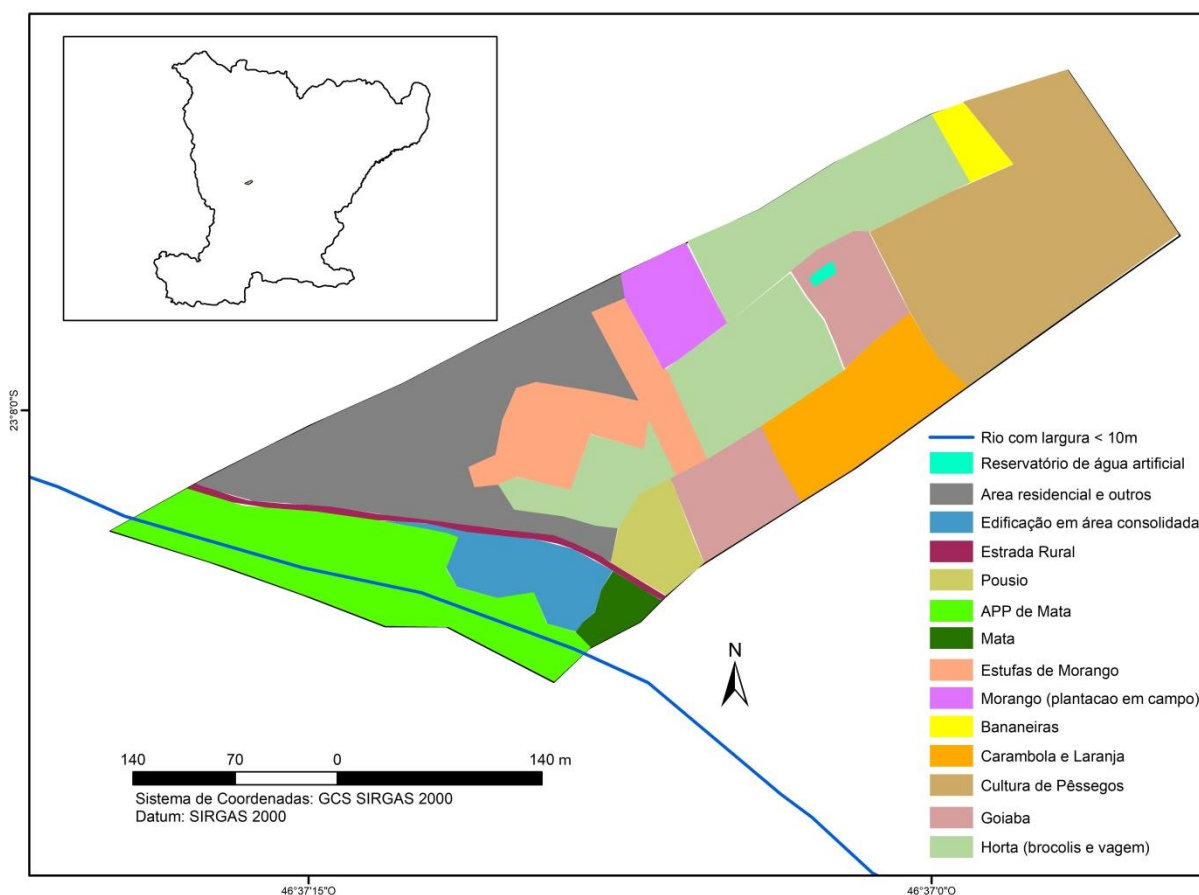 23°8'0"S
Rio com largura < 10m
Reservatório de água artificial
Area residencial e outros
Edificação em área consolidada
Estrada Rural
Pousio
APP de Mata
Mata
Estufas de Morango
Morango (plantacao em campo)
Bananeiras
Carambola e Laranja
Cultura de Pêssegos
Goiaba
Horta (brocolis e vagem)
N
140 70 0 140 m
Sistema de Coordenadas: GCS SIRGAS 2000
Datum: SIRGAS 2000
46°37'15"O 46°37'0"O